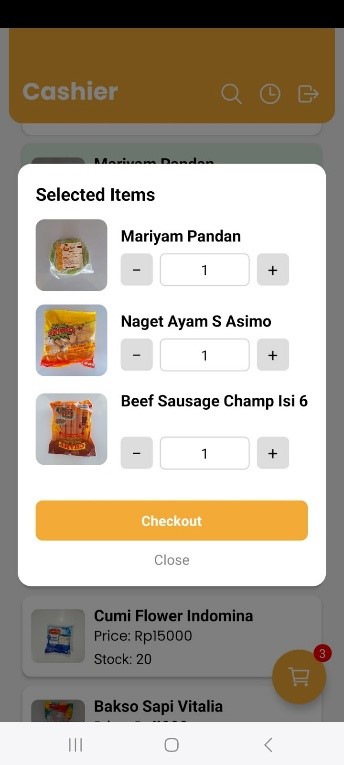 Cashier
Mariyam Pandan
Selected Items
Mariyam Pandan
− 1 +
Naget Ayam S Asimo
− 1 +
Beef Sausage Champ Isi 6
− 1 +
Checkout
Close
Cumi Flower Indomina
Price: Rp15000
Stock: 20
3
Bakso Sapi Vitalia